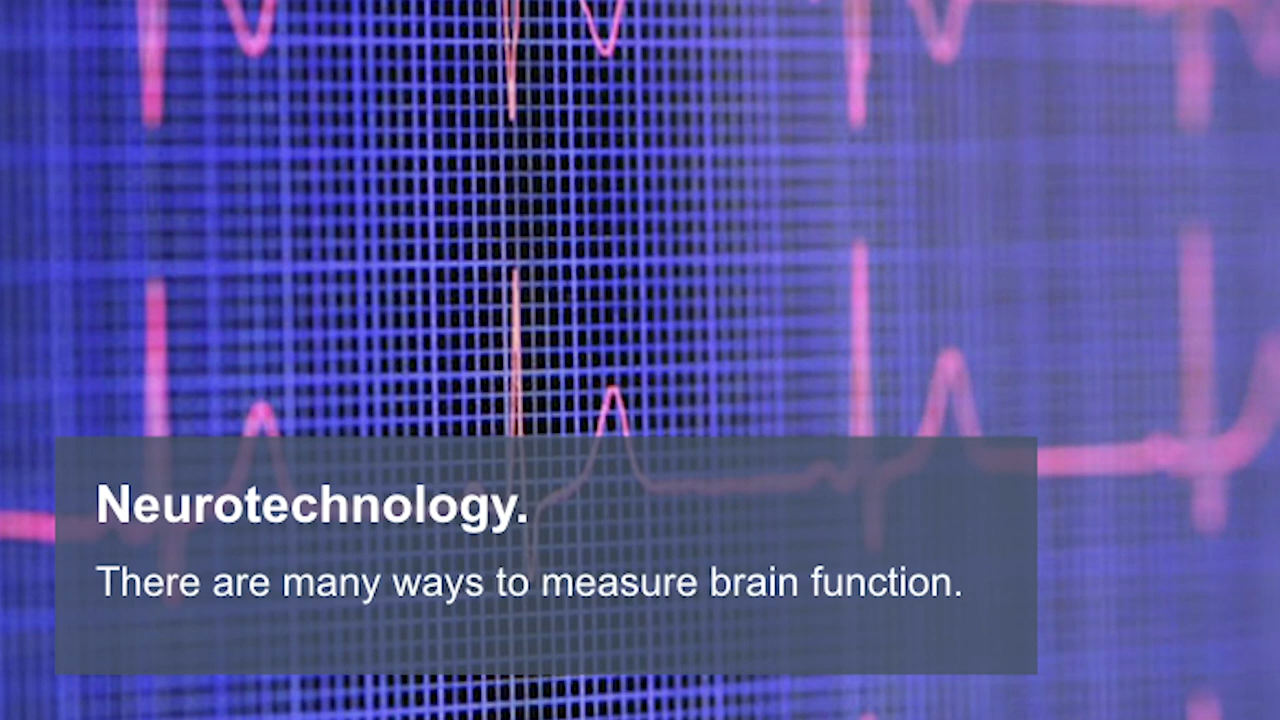 Neurotechnology.
There are many ways to measure brain function.